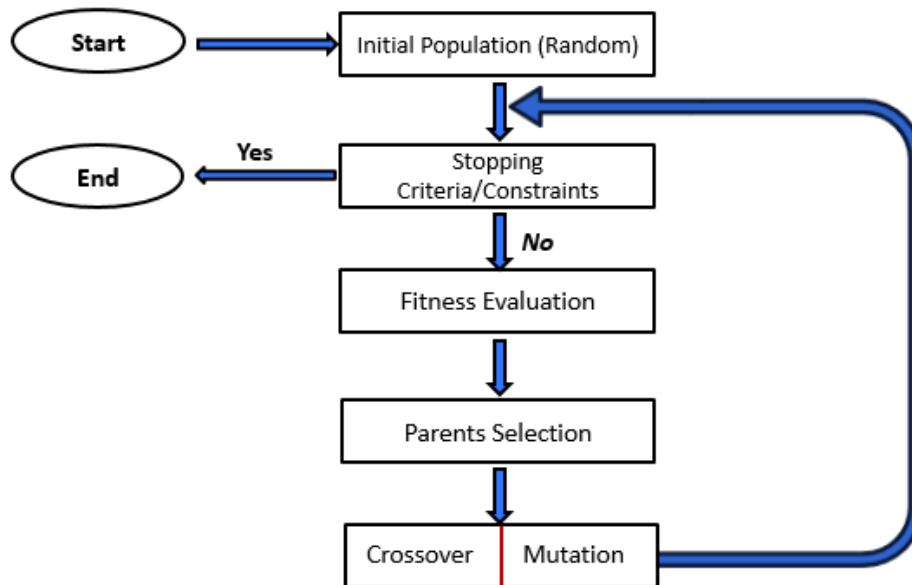 Start
Initial Population (Random)
End
Yes
Stopping
Criteria/Constraints
No
Fitness Evaluation
Parents Selection
Crossover
Mutation